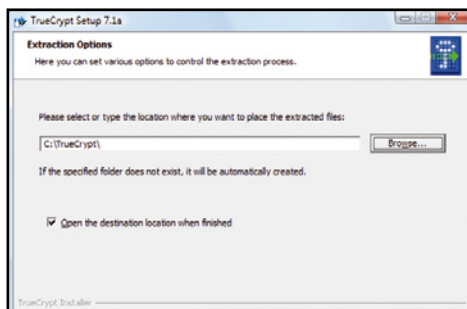 TrueCrypt Setup 7.1a
Extraction Options
Here you can set various options to control the extraction process.
Please select or type the location where you want to place the extracted files:
C:\TrueCrypt\
Browse...
If the specified folder does not exist, it will be automatically created.
Open the destination location when finished
TrueCrypt Installer